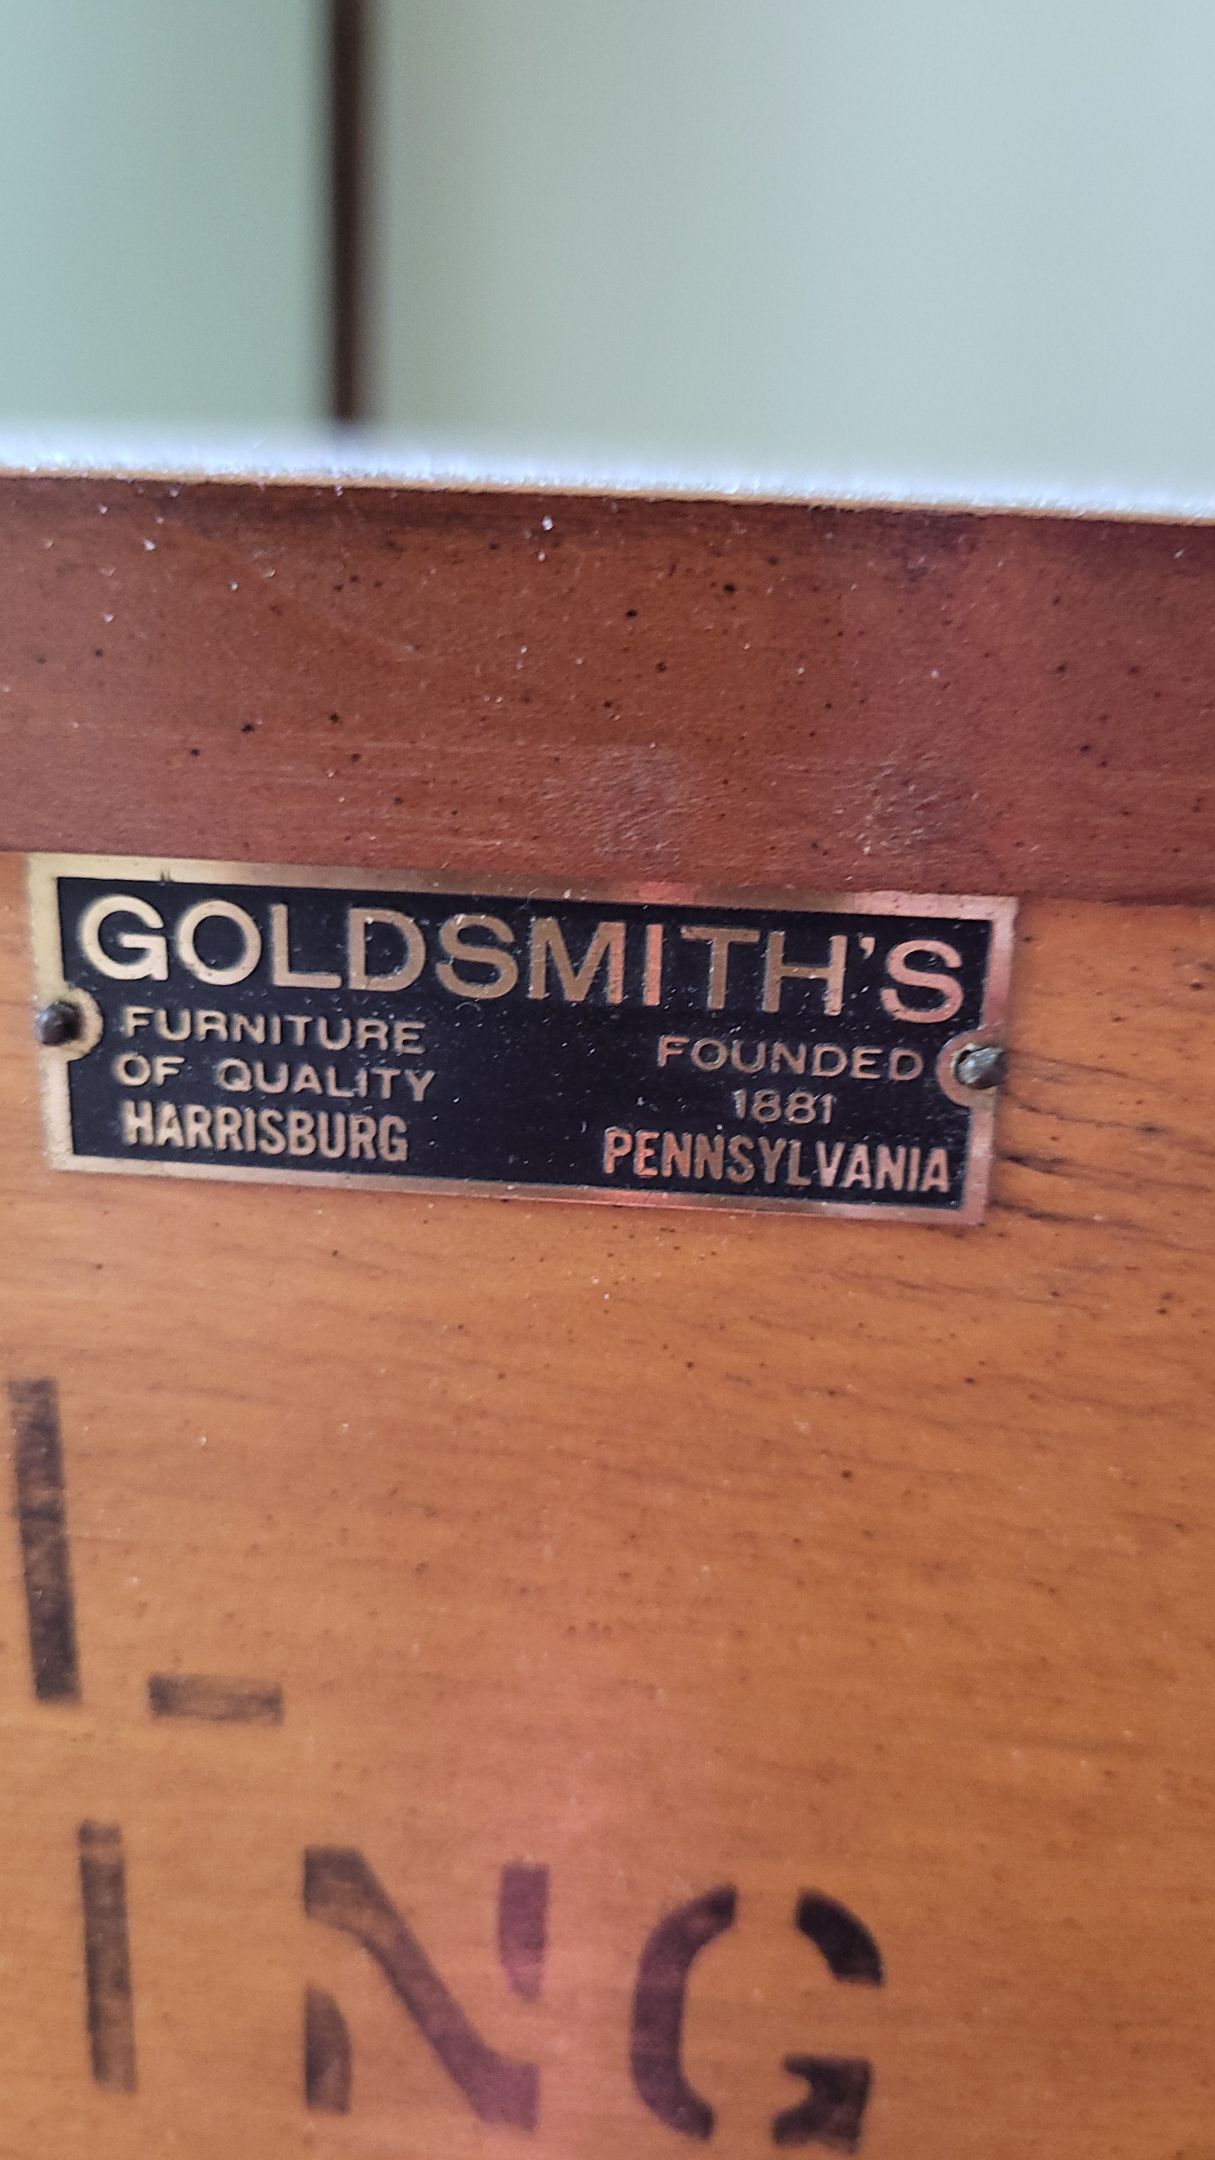 GOLDSMITH'S
FURNITURE
OF QUALITY
HARRISBURG
FOUNDED
1881
PENNSYLVANIA
L
ING